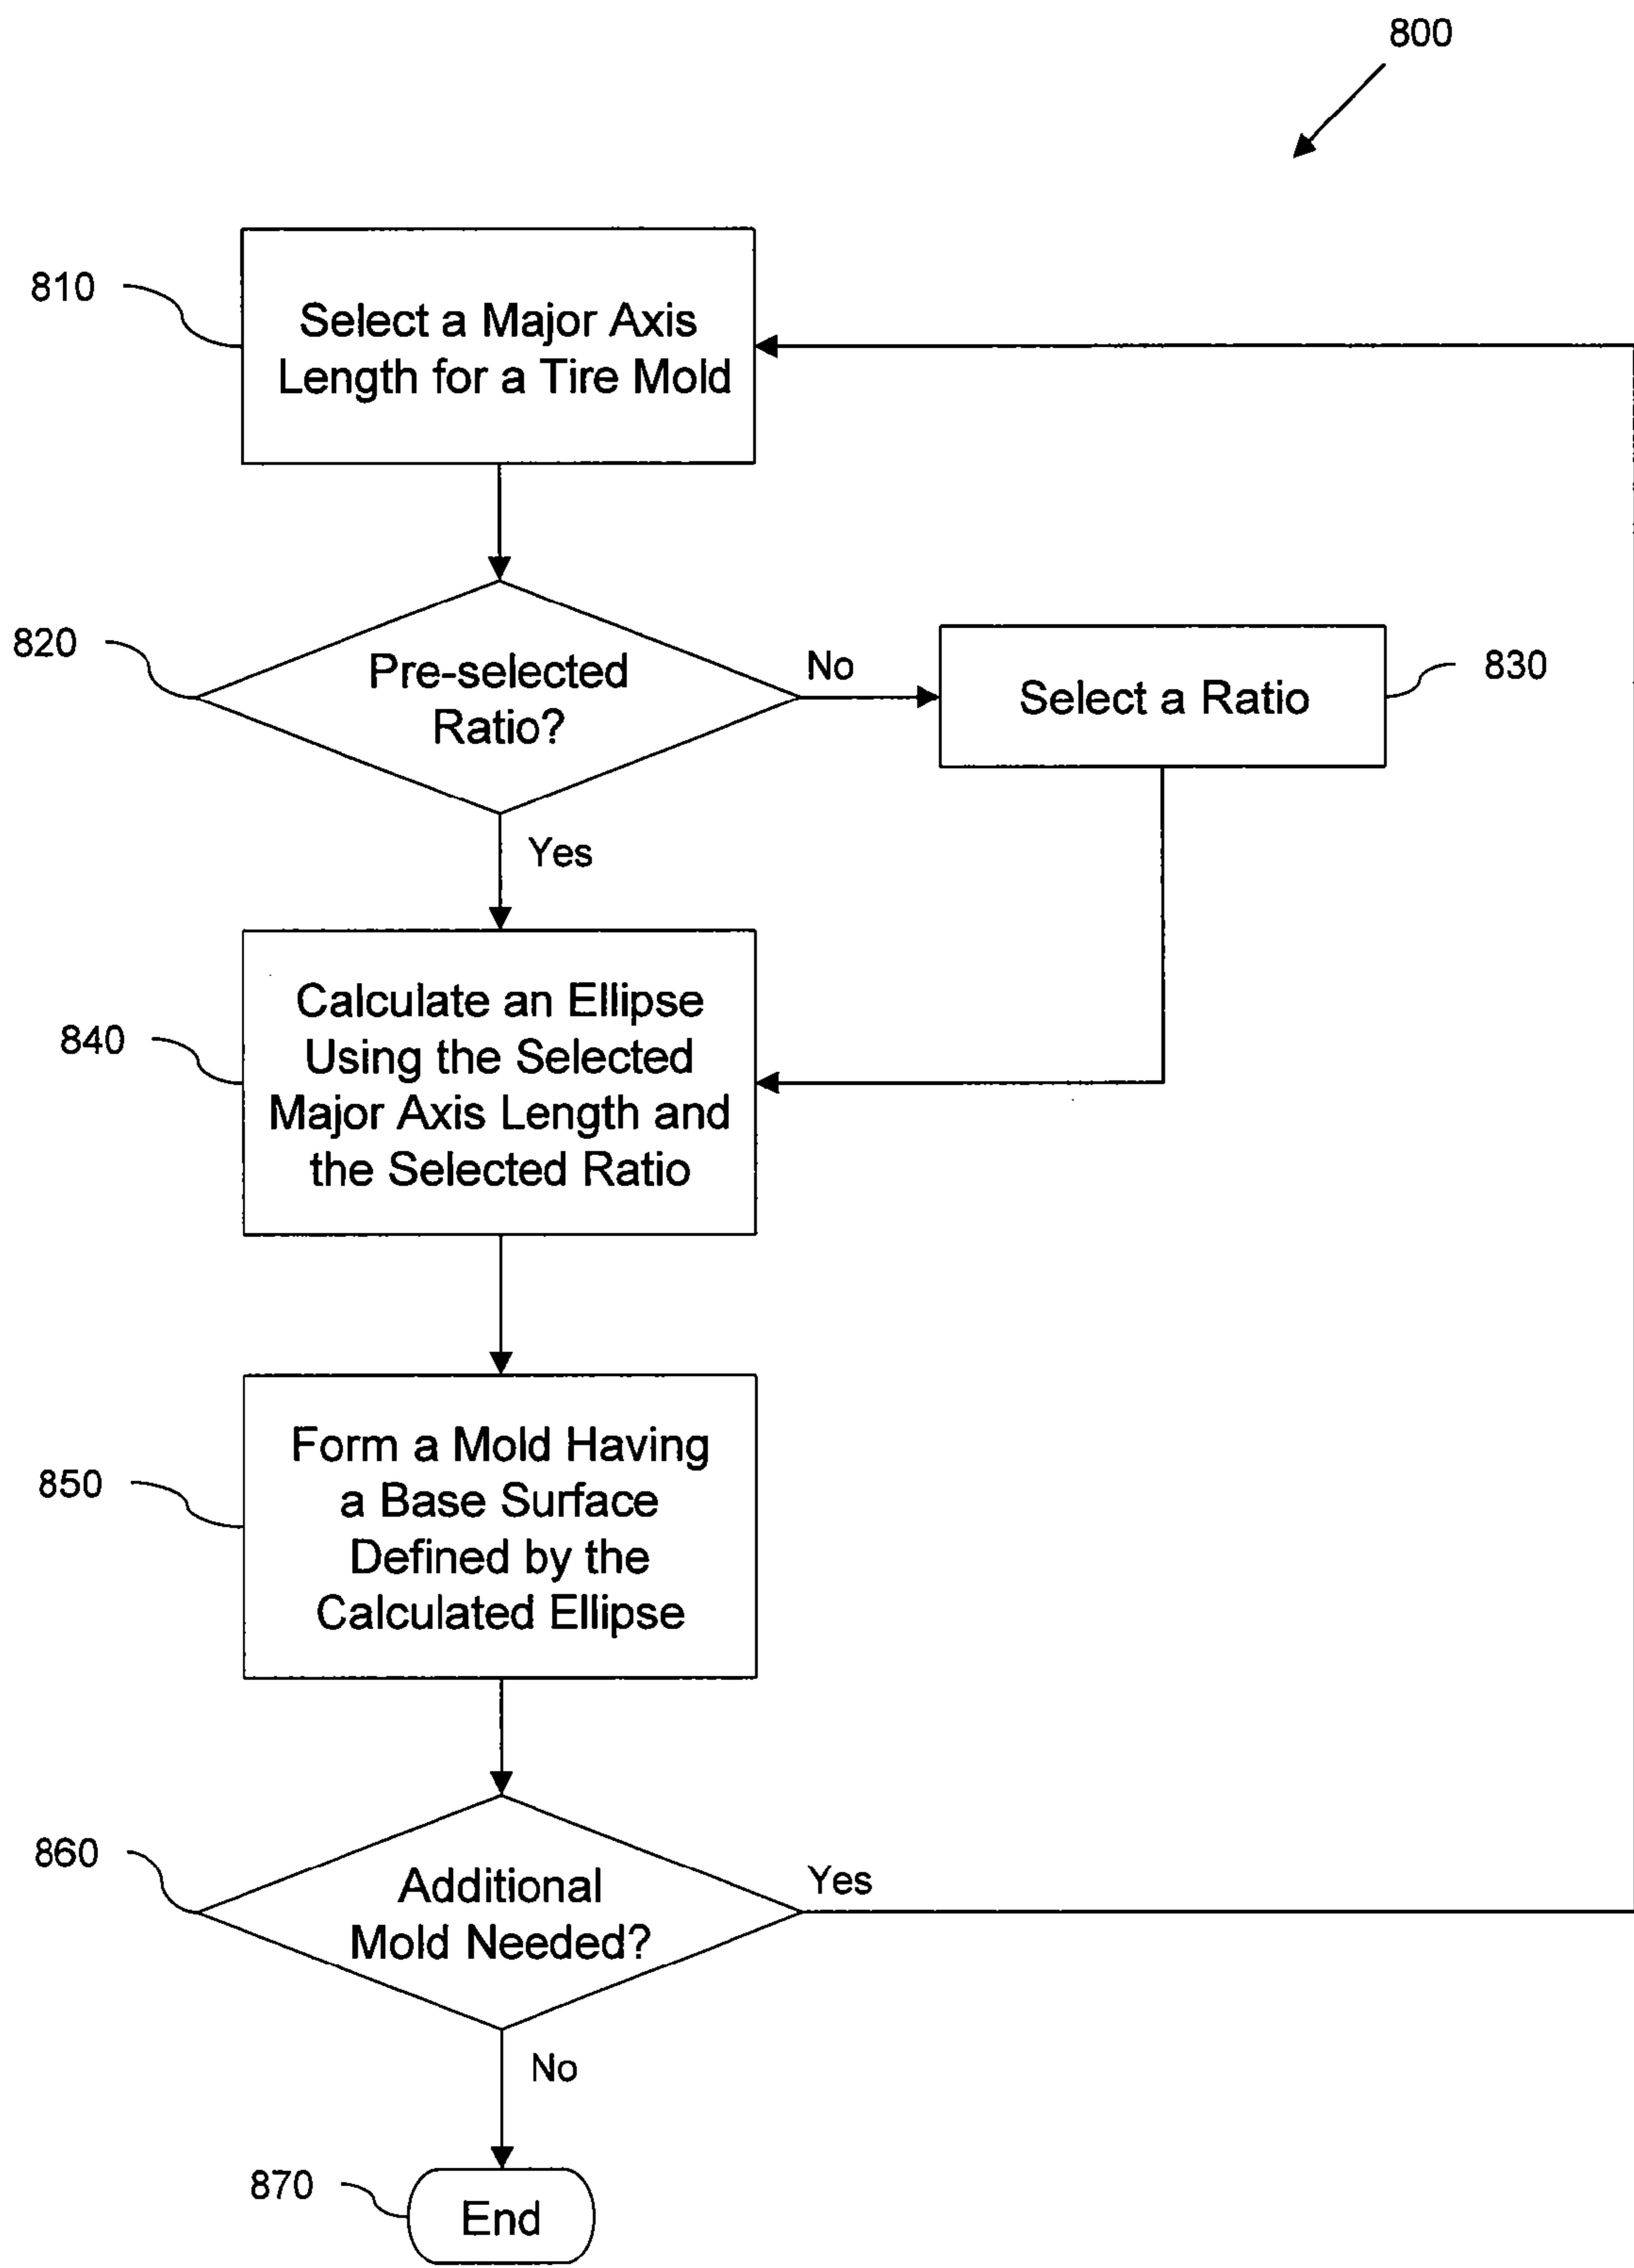 800
810
Select a Major Axis
Length for a Tire Mold
820
Pre-selected
Ratio?
No
Select a Ratio
830
Yes
840
Calculate an Ellipse
Using the Selected
Major Axis Length and
the Selected Ratio
850
Form a Mold Having
a Base Surface
Defined by the
Calculated Ellipse
860
Additional
Mold Needed?
Yes
No
870
End